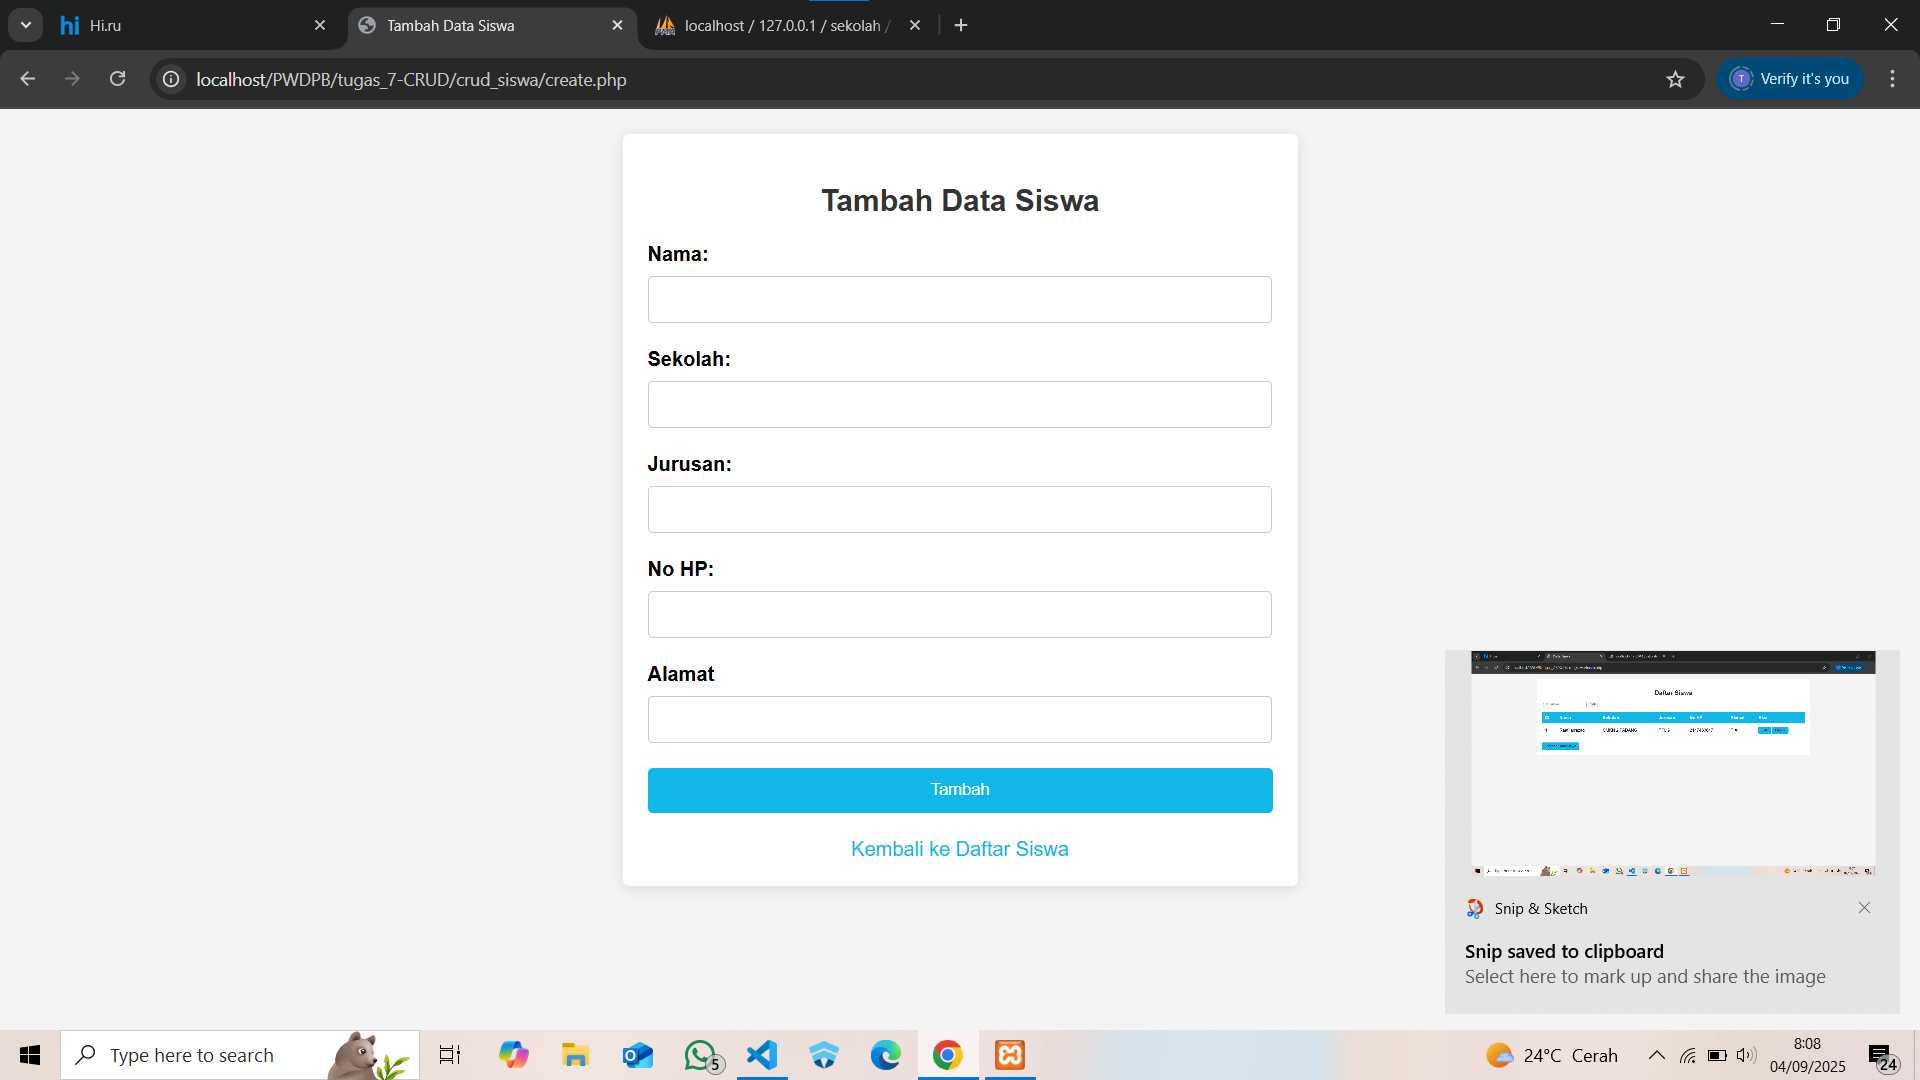 Hi.ru
Tambah Data Siswa
localhost / 127.0.0.1 / sekolah /
localhost/PWDPB/tugas_7-CRUD/crud_siswa/create.php
T
Verify it's you
Tambah Data Siswa
Nama:
Sekolah:
Jurusan:
No HP:
Alamat
Tambah
Kembali ke Daftar Siswa
Daftar Siswa
Snip & Sketch
Snip saved to clipboard
Select here to mark up and share the image
Type here to search
5
24°C Cerah
8:08
04/09/2025
24